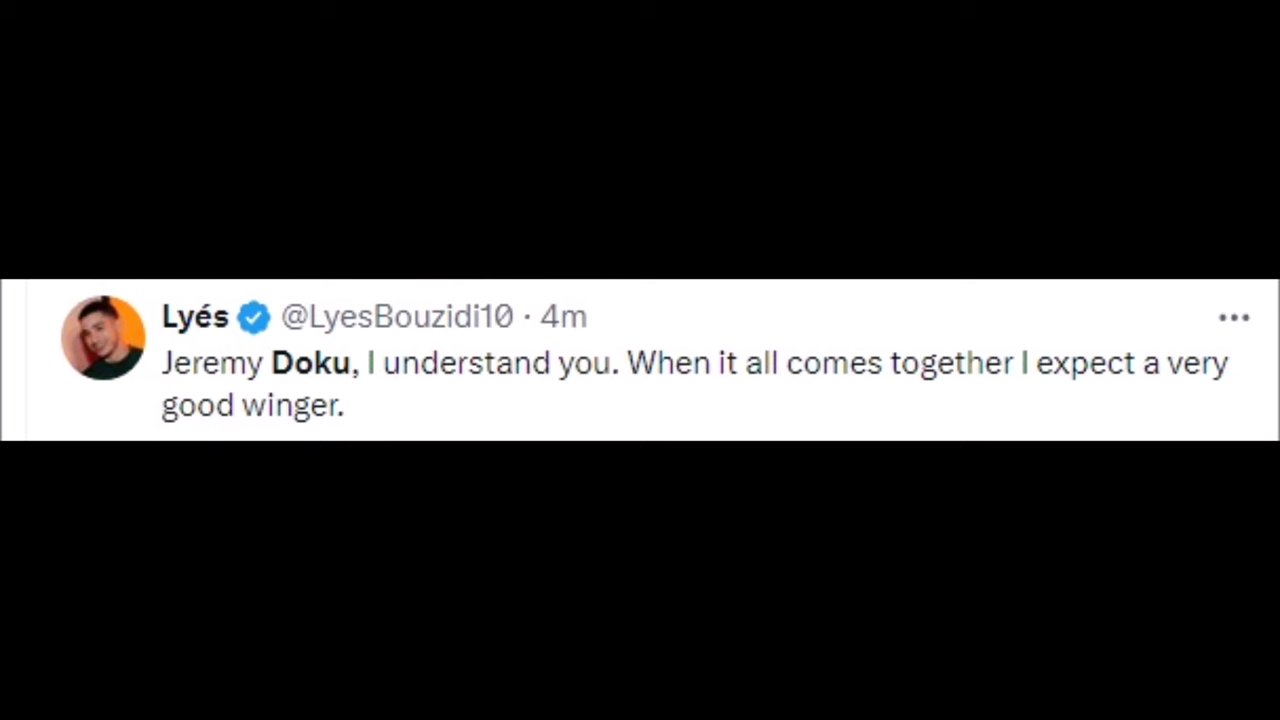 Lyés @LyesBouzidi10 · 4m
Jeremy Doku, I understand you. When it all comes together I expect a very
good winger.